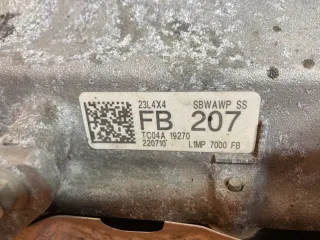 23L4X4 SBWAWP SS
FB 207
TC04A 19270
220710 L1MP 7000 FB